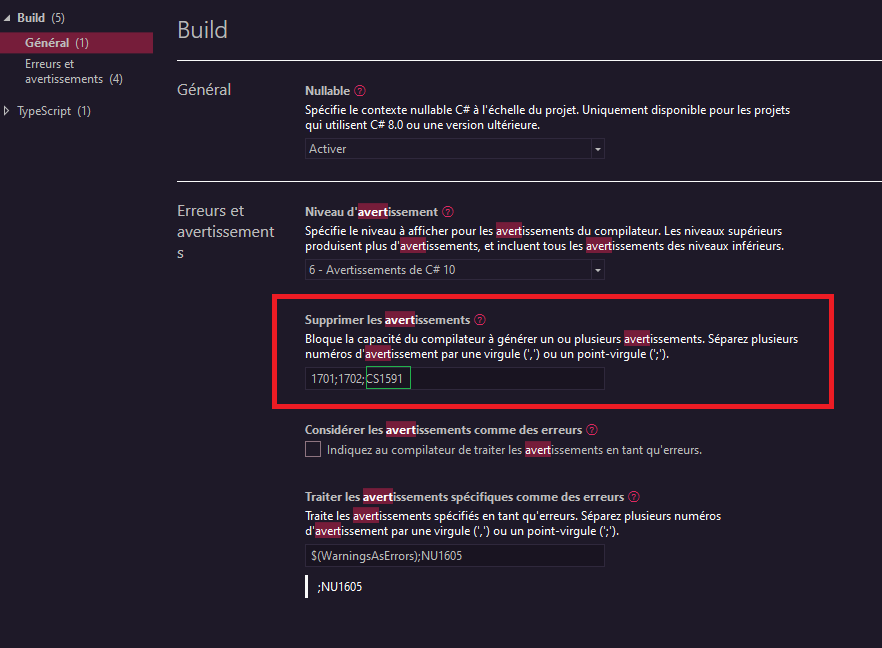 Build (5)
Général (1)
Erreurs et
avertissements (4)
TypeScript (1)
Build
Général
Nullable
Spécifie le contexte nullable C# à l'échelle du projet. Uniquement disponible pour les projets
qui utilisent C# 8.0 ou une version ultérieure.
Activer
Erreurs et
avertissement
s
Niveau d'avertissement
Spécifie le niveau à afficher pour les avertissements du compilateur. Les niveaux supérieurs
produisent plus d'avertissements, et incluent tous les avertissements des niveaux inférieurs.
6 - Avertissements de C# 10
Supprimer les avertissements
Bloque la capacité du compilateur à générer un ou plusieurs avertissements. Séparez plusieurs
numéros d'avertissement par une virgule (',') ou un point-virgule (';').
1701;1702;CS1591
Considérer les avertissements comme des erreurs
Indiquez au compilateur de traiter les avertissements en tant qu'erreurs.
Traiter les avertissements spécifiques comme des erreurs
Traite les avertissements spécifiés en tant qu'erreurs. Séparez plusieurs numéros
d'avertissement par une virgule (',') ou un point-virgule (';').
$(WarningsAsErrors);NU1605
;NU1605